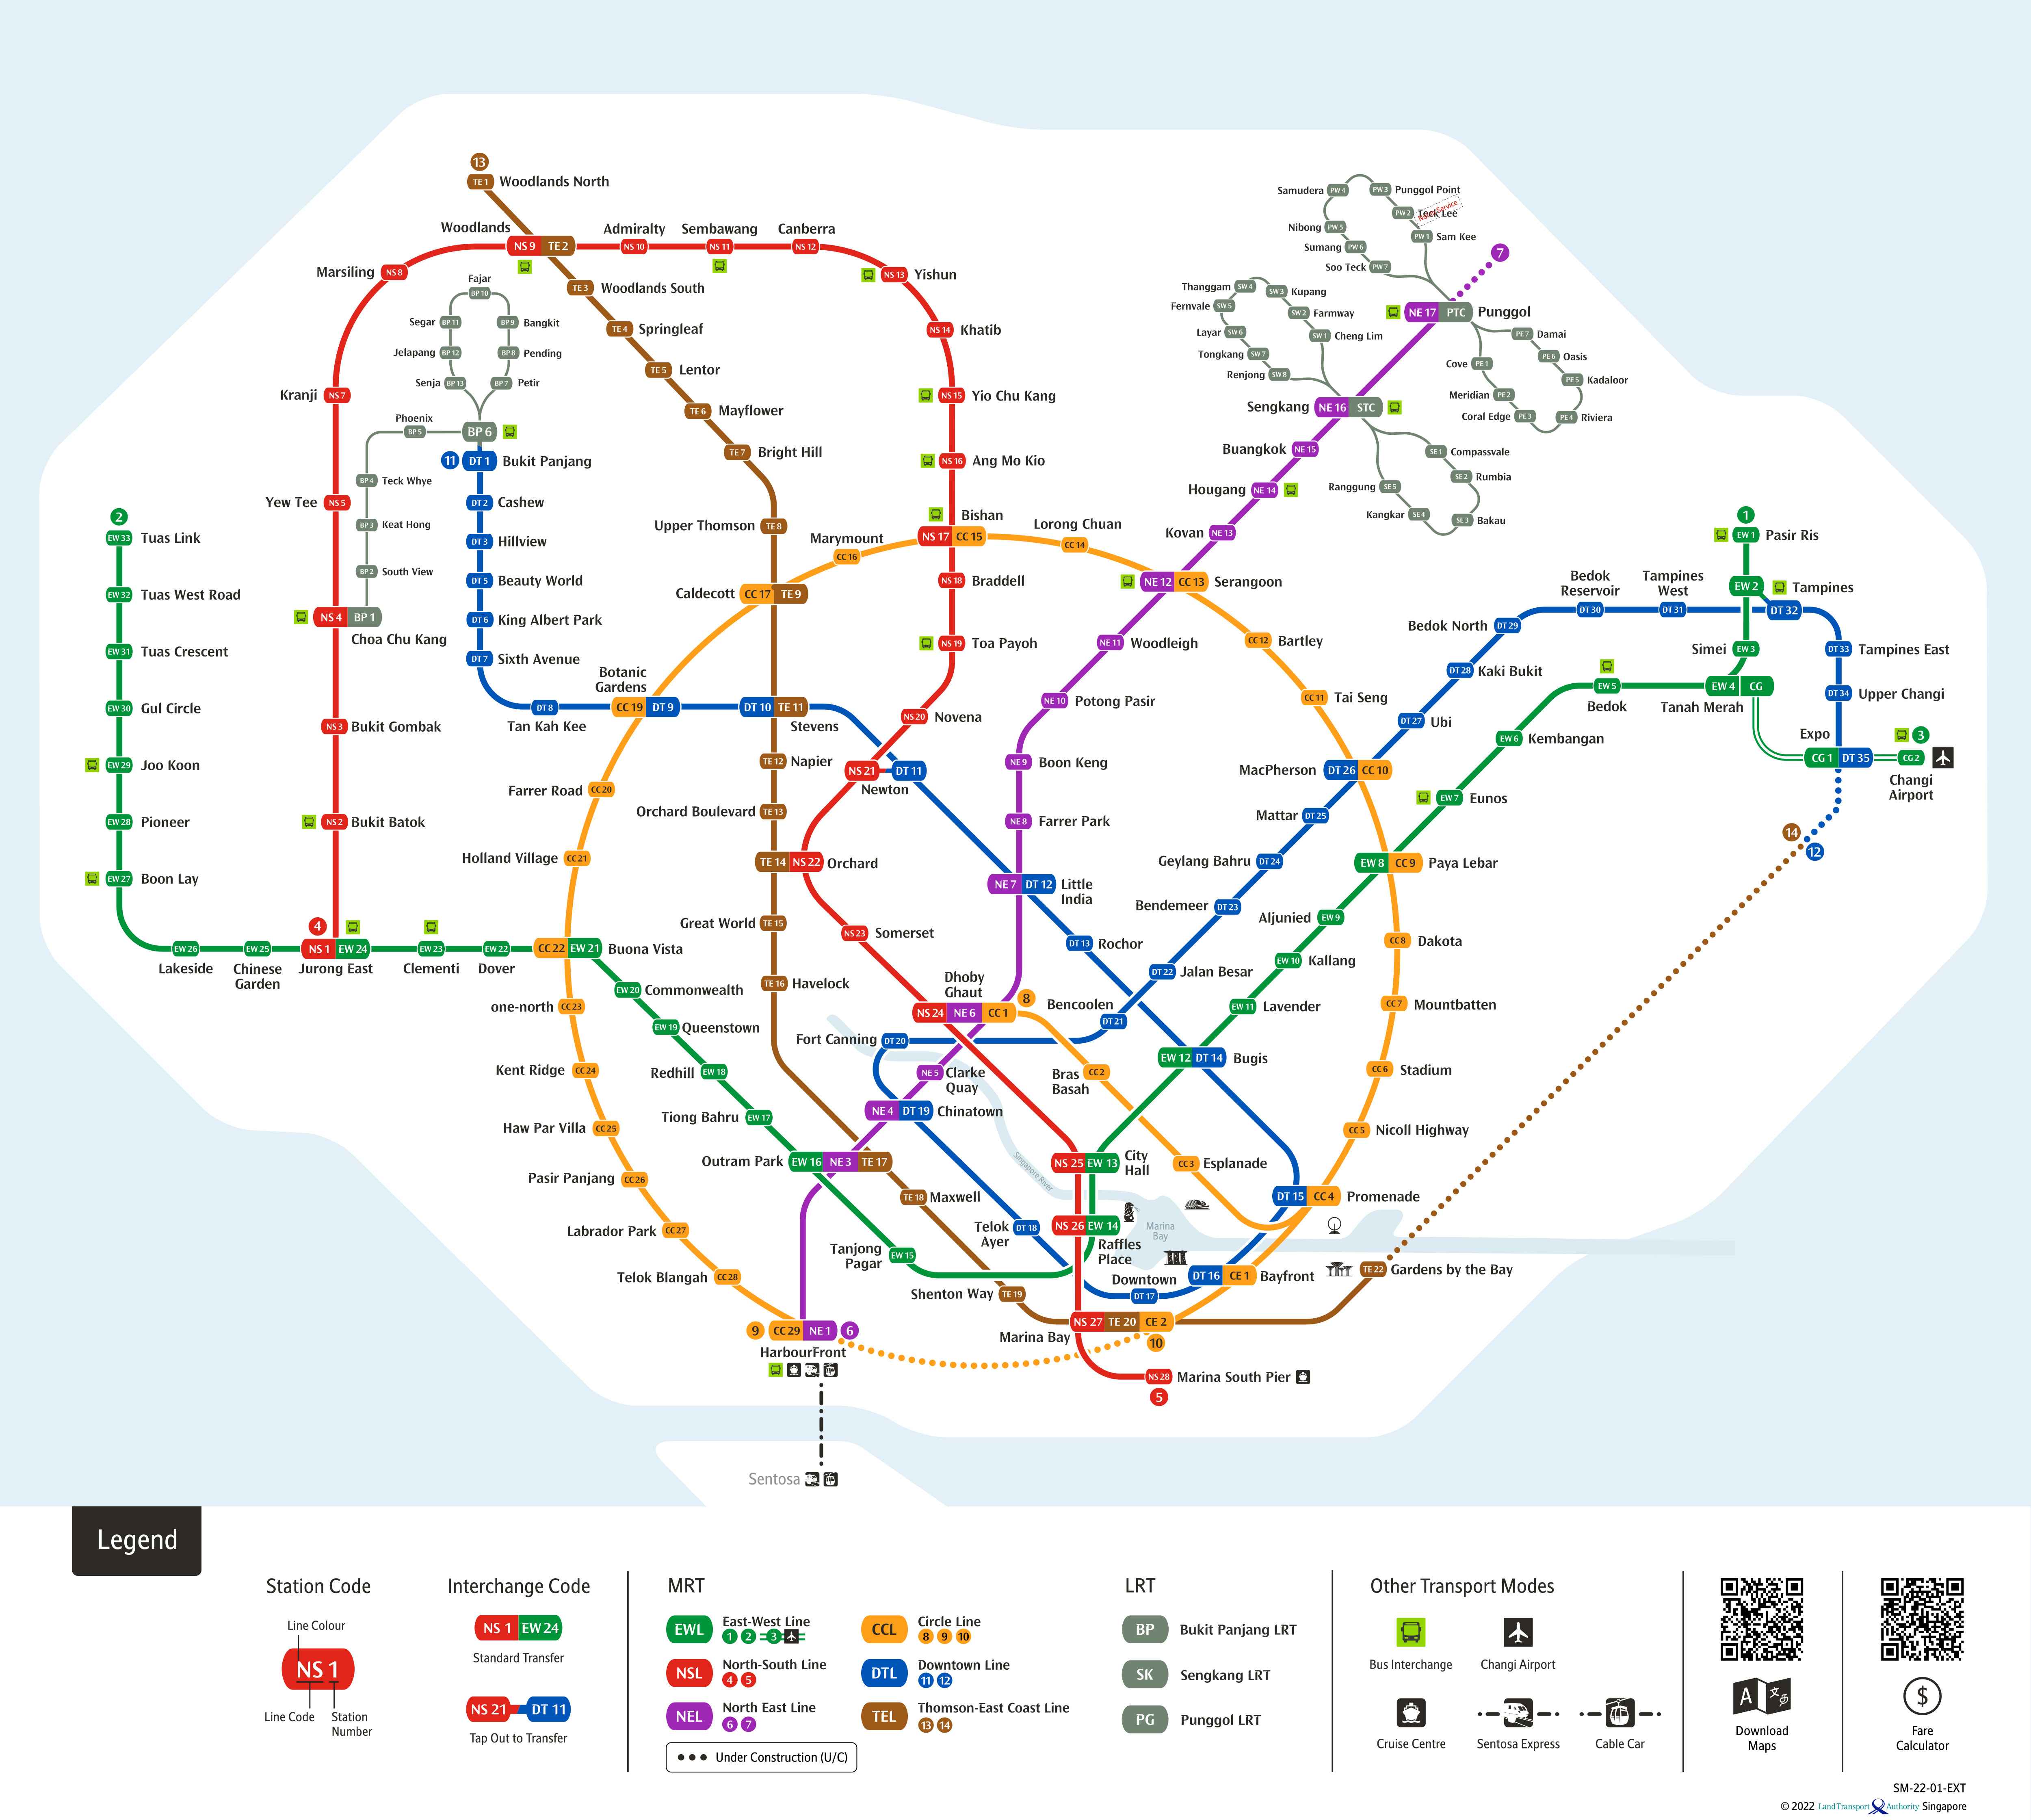 13
TE 1 Woodlands North
Woodlands
NS 9 TE 2
Admiralty
NS 10
Sembawang
NS 11
Canberra
NS 12
NS 13 Yishun
NS 14 Khatib
NS 15 Yio Chu Kang
NS 16 Ang Mo Kio
Bishan
NS 17 CC 15
NS 18 Braddell
NS 19 Toa Payoh
NS 20 Novena
NS 21 DT 11
Newton
Marsiling NS 8
Kranji NS 7
Yew Tee NS 5
NS 4 BP 1
Choa Chu Kang
NS 3 Bukit Gombak
NS 2 Bukit Batok
4
NS 1 EW 24
Jurong East
Fajar
BP 10
Segar BP 11
BP 9 Bangkit
Jelapang BP 12
BP 8 Pending
Senja BP 13
BP 7 Petir
Phoenix
BP 5
BP 6
BP 4 Teck Whye
BP 3 Keat Hong
BP 2 South View
11 DT 1 Bukit Panjang
DT 2 Cashew
DT 3 Hillview
DT 5 Beauty World
DT 6 King Albert Park
DT 7 Sixth Avenue
DT 8
Tan Kah Kee
Botanic
Gardens
CC 19 DT 9
DT 10 TE 11
Stevens
TE 3 Woodlands South
TE 4 Springleaf
TE 5 Lentor
TE 6 Mayflower
TE 7 Bright Hill
Upper Thomson TE 8
Caldecott CC 17 TE 9
Marymount
CC 16
Lorong Chuan
CC 14
TE 12 Napier
Orchard Boulevard TE 13
TE 14 NS 22 Orchard
Great World TE 15
TE 16 Havelock
NS 23 Somerset
Samudera PW 4
PW 3 Punggol Point
PW 2 Teck Lee
Nibong PW 5
PW 1 Sam Kee
Sumang PW 6
Soo Teck PW 7
7
NE 17 PTC Punggol
Thanggam SW 4
SW 3 Kupang
Fernvale SW 5
SW 2 Farmway
Layar SW 6
SW 1 Cheng Lim
Tongkang SW 7
Renjong SW 8
PE 7 Damai
PE 6 Oasis
Cove PE 1
PE 5 Kadaloor
Meridian PE 2
Coral Edge PE 3
PE 4 Riviera
Sengkang NE 16 STC
SE 1 Compassvale
SE 2 Rumbia
Ranggung SE 5
Kangkar SE 4
SE 3 Bakau
Buangkok NE 15
Hougang NE 14
Kovan NE 13
NE 12 CC 13 Serangoon
NE 11 Woodleigh
NE 10 Potong Pasir
NE 9 Boon Keng
NE 8 Farrer Park
NE 7 DT 12 Little
India
CC 12 Bartley
CC 11 Tai Seng
MacPherson DT 26 CC 10
Mattar DT 25
Geylang Bahru DT 24
Bendemeer DT 23
DT 22 Jalan Besar
Bencoolen
DT 21
DT 13 Rochor
1
EW 1 Pasir Ris
EW 2 Tampines
DT 32
Bedok
Reservoir
DT 30
Tampines
West
DT 31
Bedok North DT 29
DT 28 Kaki Bukit
DT 27 Ubi
Simei EW 3
DT 33 Tampines East
EW 4 CG
Tanah Merah
DT 34 Upper Changi
EW 5
Bedok
Expo
CG 1 DT 35
3
CG 2
Changi
Airport
EW 6 Kembangan
EW 7 Eunos
EW 8 CC 9 Paya Lebar
14
12
Aljunied EW 9
EW 10 Kallang
EW 11 Lavender
EW 12 DT 14 Bugis
CC 8 Dakota
CC 7 Mountbatten
CC 6 Stadium
CC 5 Nicoll Highway
DT 15 CC 4 Promenade
2
EW 33 Tuas Link
EW 32 Tuas West Road
EW 31 Tuas Crescent
EW 30 Gul Circle
EW 29 Joo Koon
EW 28 Pioneer
EW 27 Boon Lay
EW 26
Lakeside
EW 25
Chinese
Garden
EW 23
Clementi
EW 22
Dover
CC 22 EW 21 Buona Vista
Farrer Road CC 20
Holland Village CC 21
one-north CC 23
Kent Ridge CC 24
Haw Par Villa CC 25
Pasir Panjang CC 26
Labrador Park CC 27
Telok Blangah CC 28
9 CC 29 NE 1 6
HarbourFront
EW 20 Commonwealth
EW 19 Queenstown
Redhill EW 18
Tiong Bahru EW 17
Outram Park EW 16 NE 3 TE 17
Dhoby
Ghaut
8
NS 24 NE 6 CC 1
Fort Canning DT 20
NE 5 Clarke
Quay
NE 4 DT 19 Chinatown
Bras
Basah
CC 2
CC 3 Esplanade
NS 25 EW 13 City
Hall
Singapore River
TE 18 Maxwell
Telok
Ayer
DT 18
NS 26 EW 14
Raffles
Place
Marina
Bay
Tanjong
Pagar
EW 15
Shenton Way TE 19
Downtown
DT 17
DT 16 CE 1 Bayfront
TE 22 Gardens by the Bay
NS 27 TE 20 CE 2
Marina Bay
10
NS 28 Marina South Pier
5
Sentosa
Legend
Station Code
Line Colour
NS 1
Line Code
Station
Number
Interchange Code
NS 1 EW 24
Standard Transfer
NS 21 DT 11
Tap Out to Transfer
MRT
EWL East-West Line
1 2 3
NSL North-South Line
4 5
NEL North East Line
6 7
CCL Circle Line
8 9 10
DTL Downtown Line
11 12
TEL Thomson-East Coast Line
13 14
Under Construction (U/C)
LRT
BP Bukit Panjang LRT
SK Sengkang LRT
PG Punggol LRT
Other Transport Modes
Bus Interchange
Changi Airport
Cruise Centre
Sentosa Express
Cable Car
A 文
Download
Maps
$
Fare
Calculator
SM-22-01-EXT
© 2022 Land Transport Authority Singapore